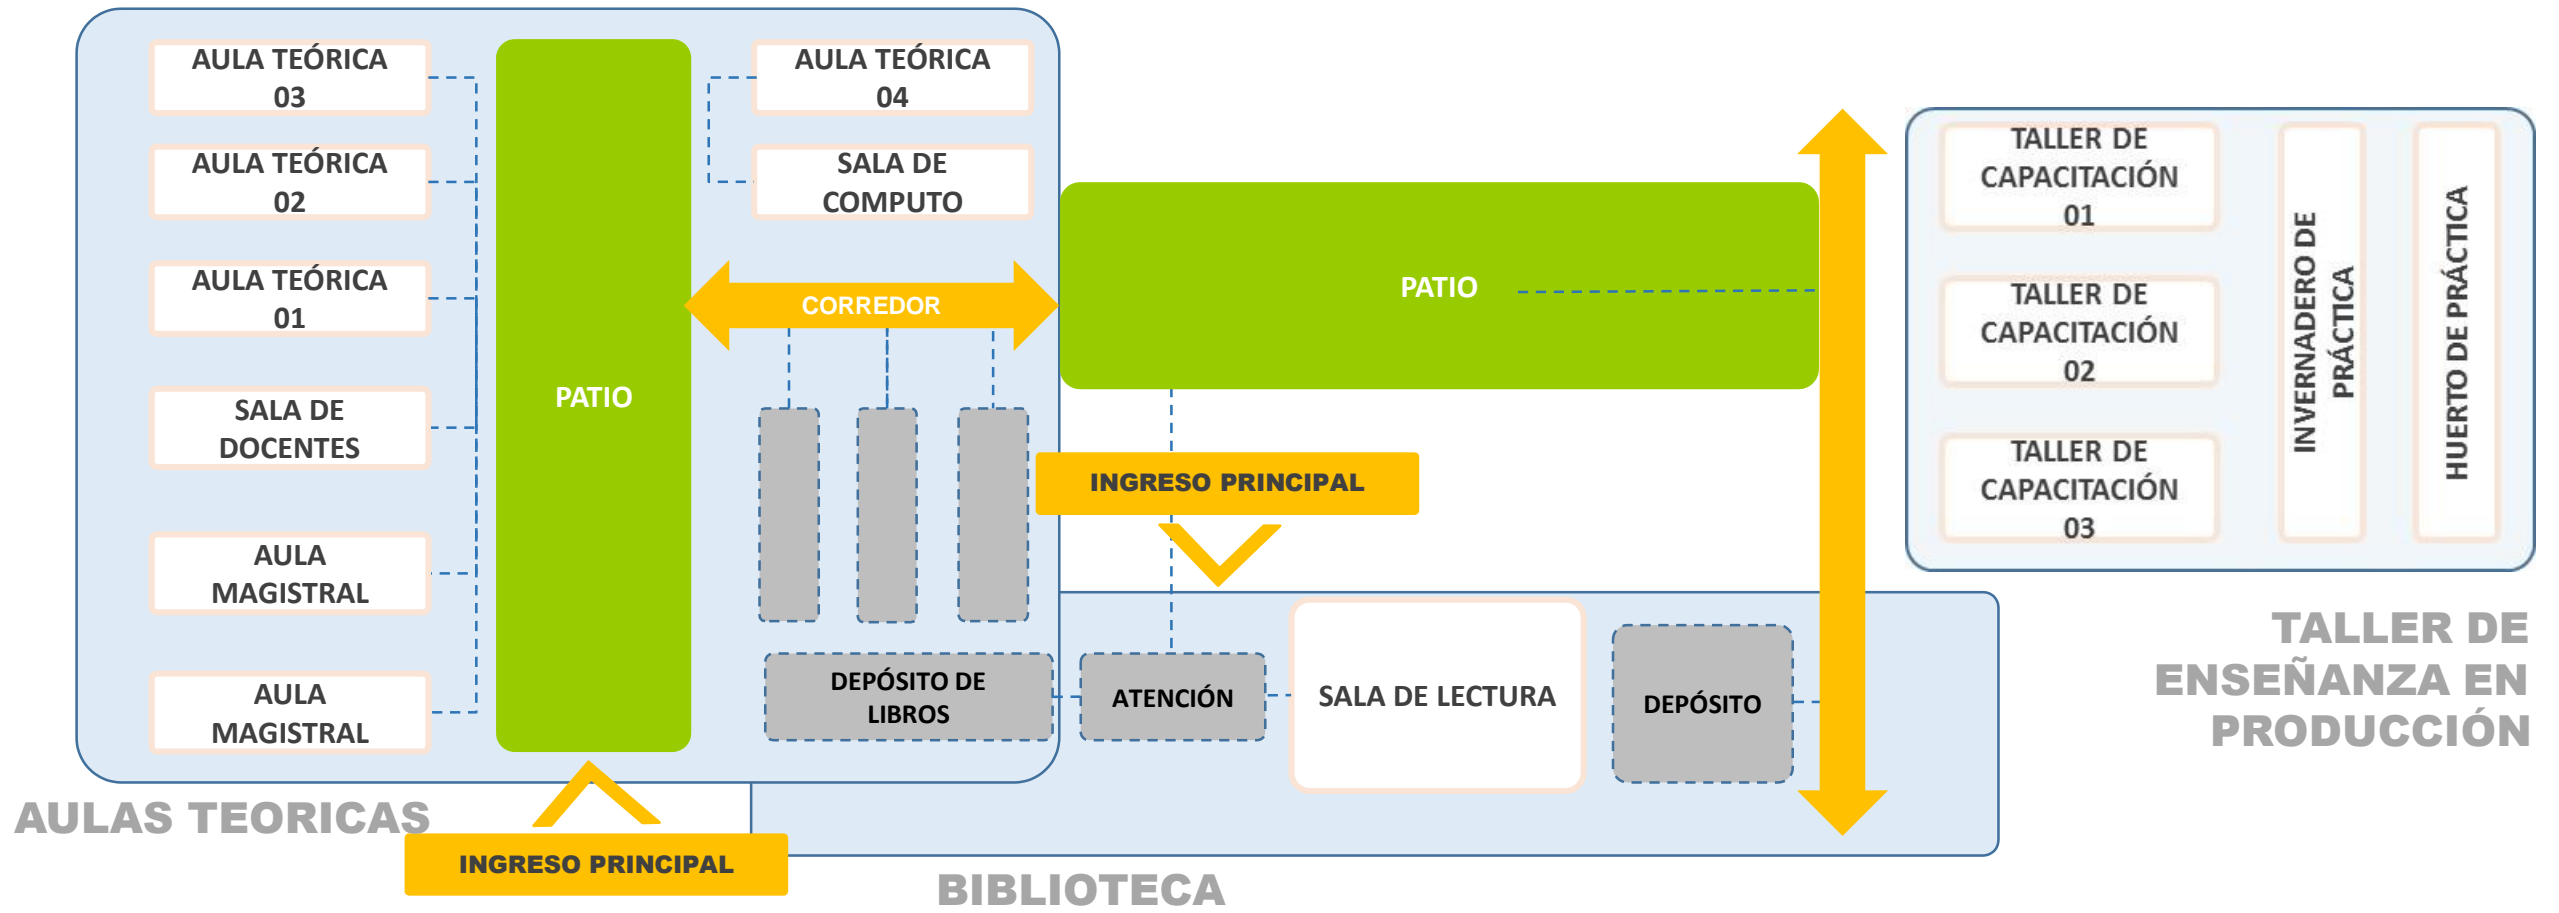 AULA TEÓRICA
03
AULA TEÓRICA
02
AULA TEÓRICA
01
SALA DE
DOCENTES
AULA
MAGISTRAL
AULA
MAGISTRAL
PATIO
AULA TEÓRICA
04
SALA DE
COMPUTO
CORREDOR
PATIO
INGRESO PRINCIPAL
DEPÓSITO DE
LIBROS
ATENCIÓN
SALA DE LECTURA
DEPÓSITO
TALLER DE
CAPACITACIÓN
01
TALLER DE
CAPACITACIÓN
02
TALLER DE
CAPACITACIÓN
03
INVERNADERO DE
PRÁCTICA
HUERTO DE PRÁCTICA
TALLER DE
ENSEÑANZA EN
PRODUCCIÓN
AULAS TEORICAS
INGRESO PRINCIPAL
BIBLIOTECA